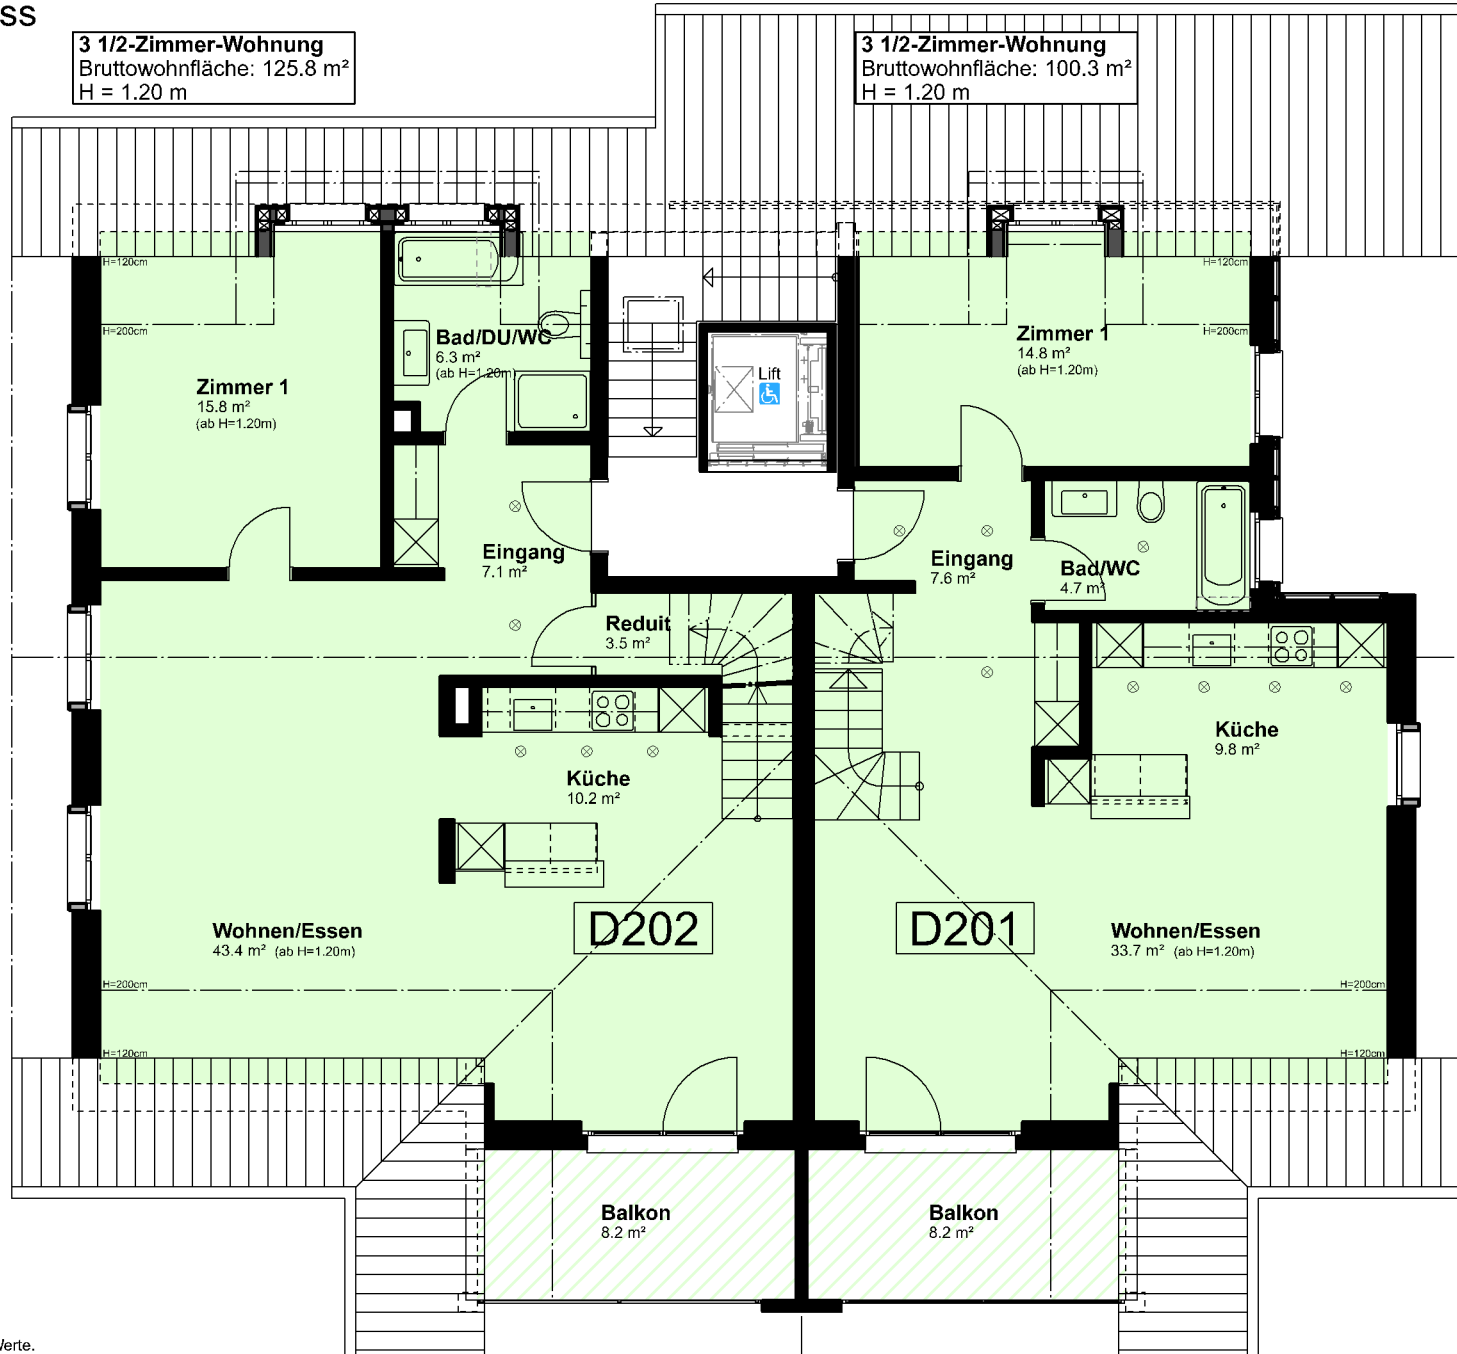 ss
3 1/2-Zimmer-Wohnung
Bruttowohnfläche: 125.8 m²
H = 1.20 m
3 1/2-Zimmer-Wohnung
Bruttowohnfläche: 100.3 m²
H = 1.20 m
H=120cm
H=200cm
Zimmer 1
15.8 m²
(ab H=1.20m)
Bad/DU/WC
6.3 m²
(ab H=1.20m)
Lift
Zimmer 1
14.8 m²
(ab H=1.20m)
H=120cm
H=200cm
Eingang
7.1 m²
Eingang
7.6 m²
Bad/WC
4.7 m²
Reduit
3.5 m²
Küche
10.2 m²
Küche
9.8 m²
D202
D201
Wohnen/Essen
43.4 m² (ab H=1.20m)
Wohnen/Essen
33.7 m² (ab H=1.20m)
H=200cm
H=200cm
H=120cm
H=120cm
Balkon
8.2 m²
Balkon
8.2 m²
Werte.